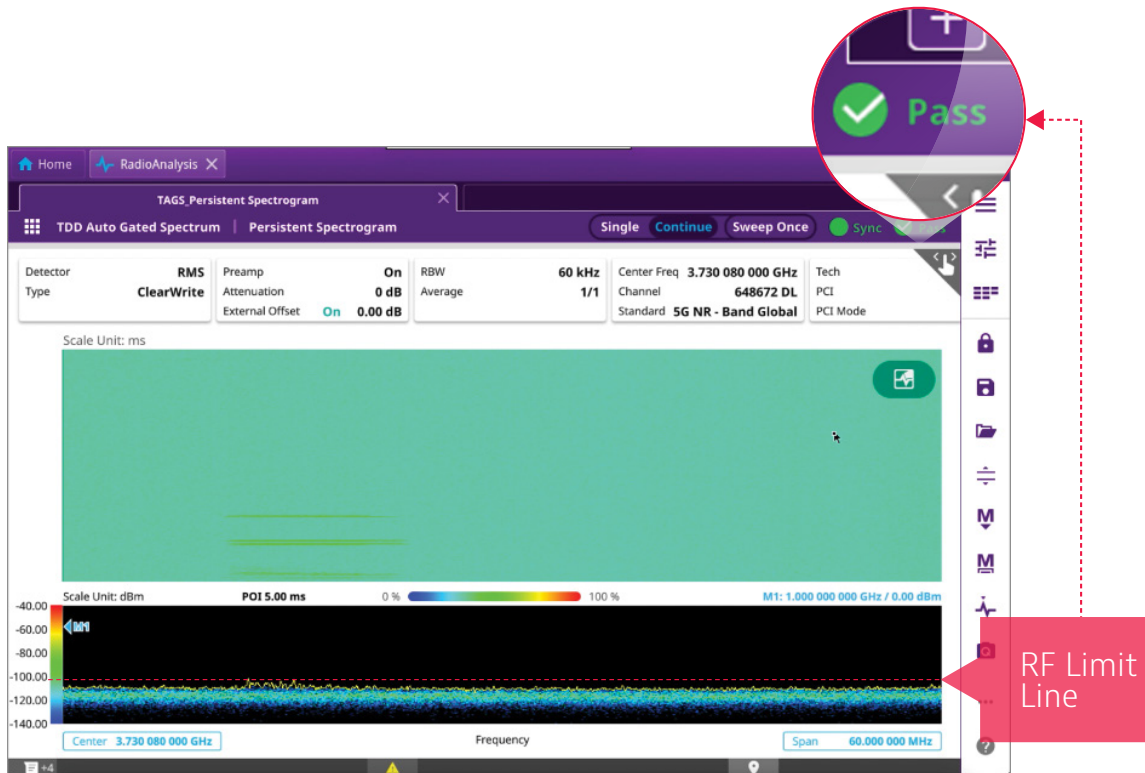 Pass
Home
RadioAnalysis
TAGS_Persistent Spectrogram
TDD Auto Gated Spectrum | Persistent Spectrogram
Single Continue Sweep Once Sync Pass
Detector RMS
Type ClearWrite
Preamp On
Attenuation 0 dB
External Offset On 0.00 dB
RBW 60 kHz
Average 1/1
Center Freq 3.730 080 000 GHz
Channel 648672 DL
Standard 5G NR - Band Global
Tech
PCI
PCI Mode
Scale Unit: ms
Scale Unit: dBm POI 5.00 ms 0 % 100 % M1: 1.000 000 000 GHz / 0.00 dBm
-40.00
-60.00
-80.00
-100.00
-120.00
-140.00
M1
Center 3.730 080 000 GHz
Frequency
Span 60.000 000 MHz
+4
M
M
RF Limit
Line